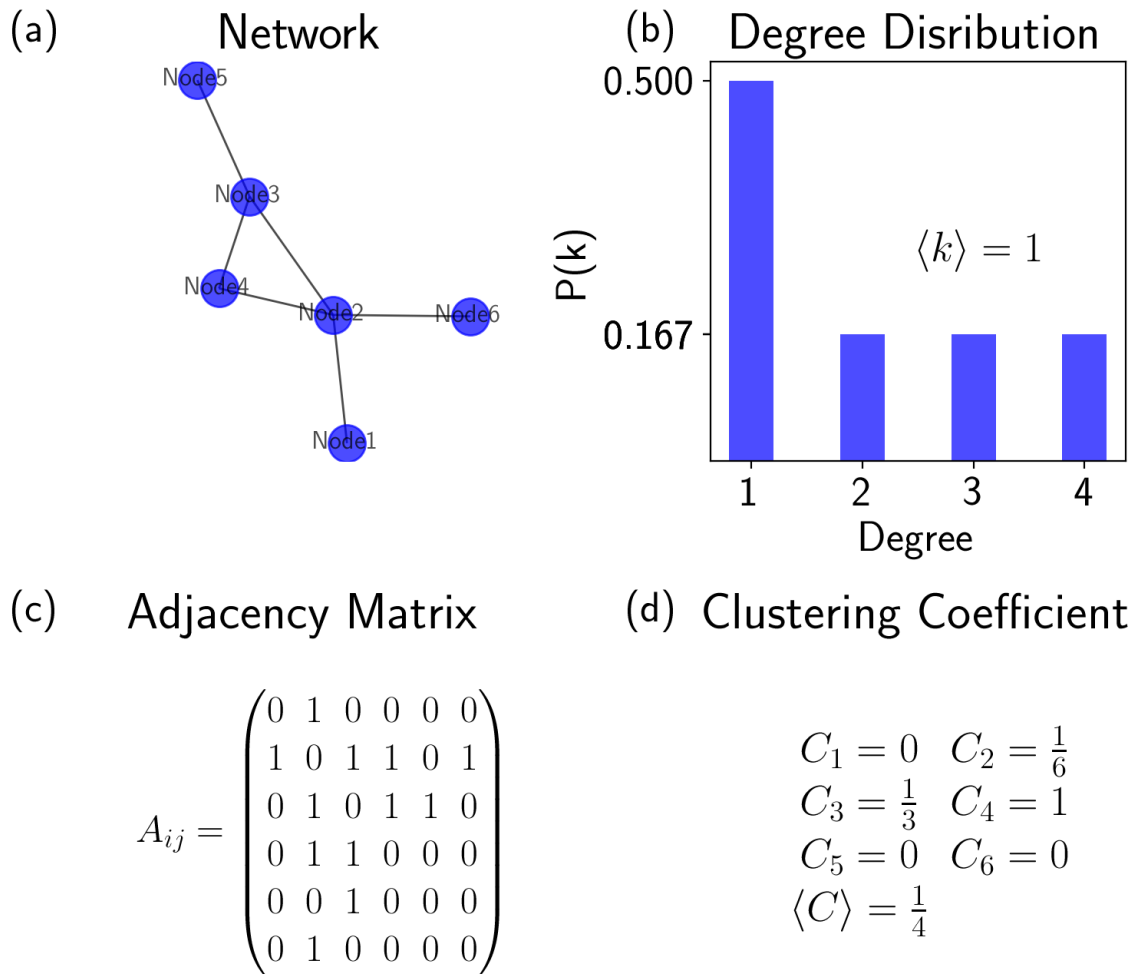 (a) Network
Node5
Node3
Node4
Node2
Node6
Node1
(b) Degree Disribution
0.500
0.167
P(k)
⟨k⟩ = 1
1 2 3 4
Degree
(c) Adjacency Matrix
A_{ij} =
0 1 0 0 0 0
1 0 1 1 0 1
0 1 0 1 1 0
0 1 1 0 0 0
0 0 1 0 0 0
0 1 0 0 0 0
(d) Clustering Coefficient
C_1 = 0 C_2 = 1/6
C_3 = 1/3 C_4 = 1
C_5 = 0 C_6 = 0
⟨C⟩ = 1/4